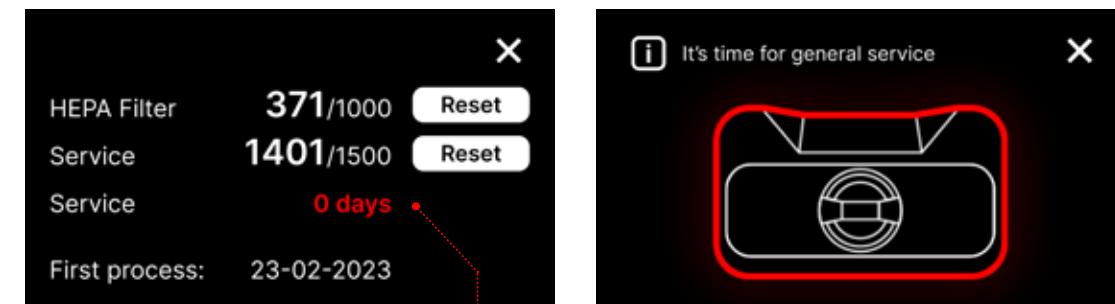 HEPA Filter 371/1000 Reset
Service 1401/1500 Reset
Service 0 days
First process: 23-02-2023
i It's time for general service